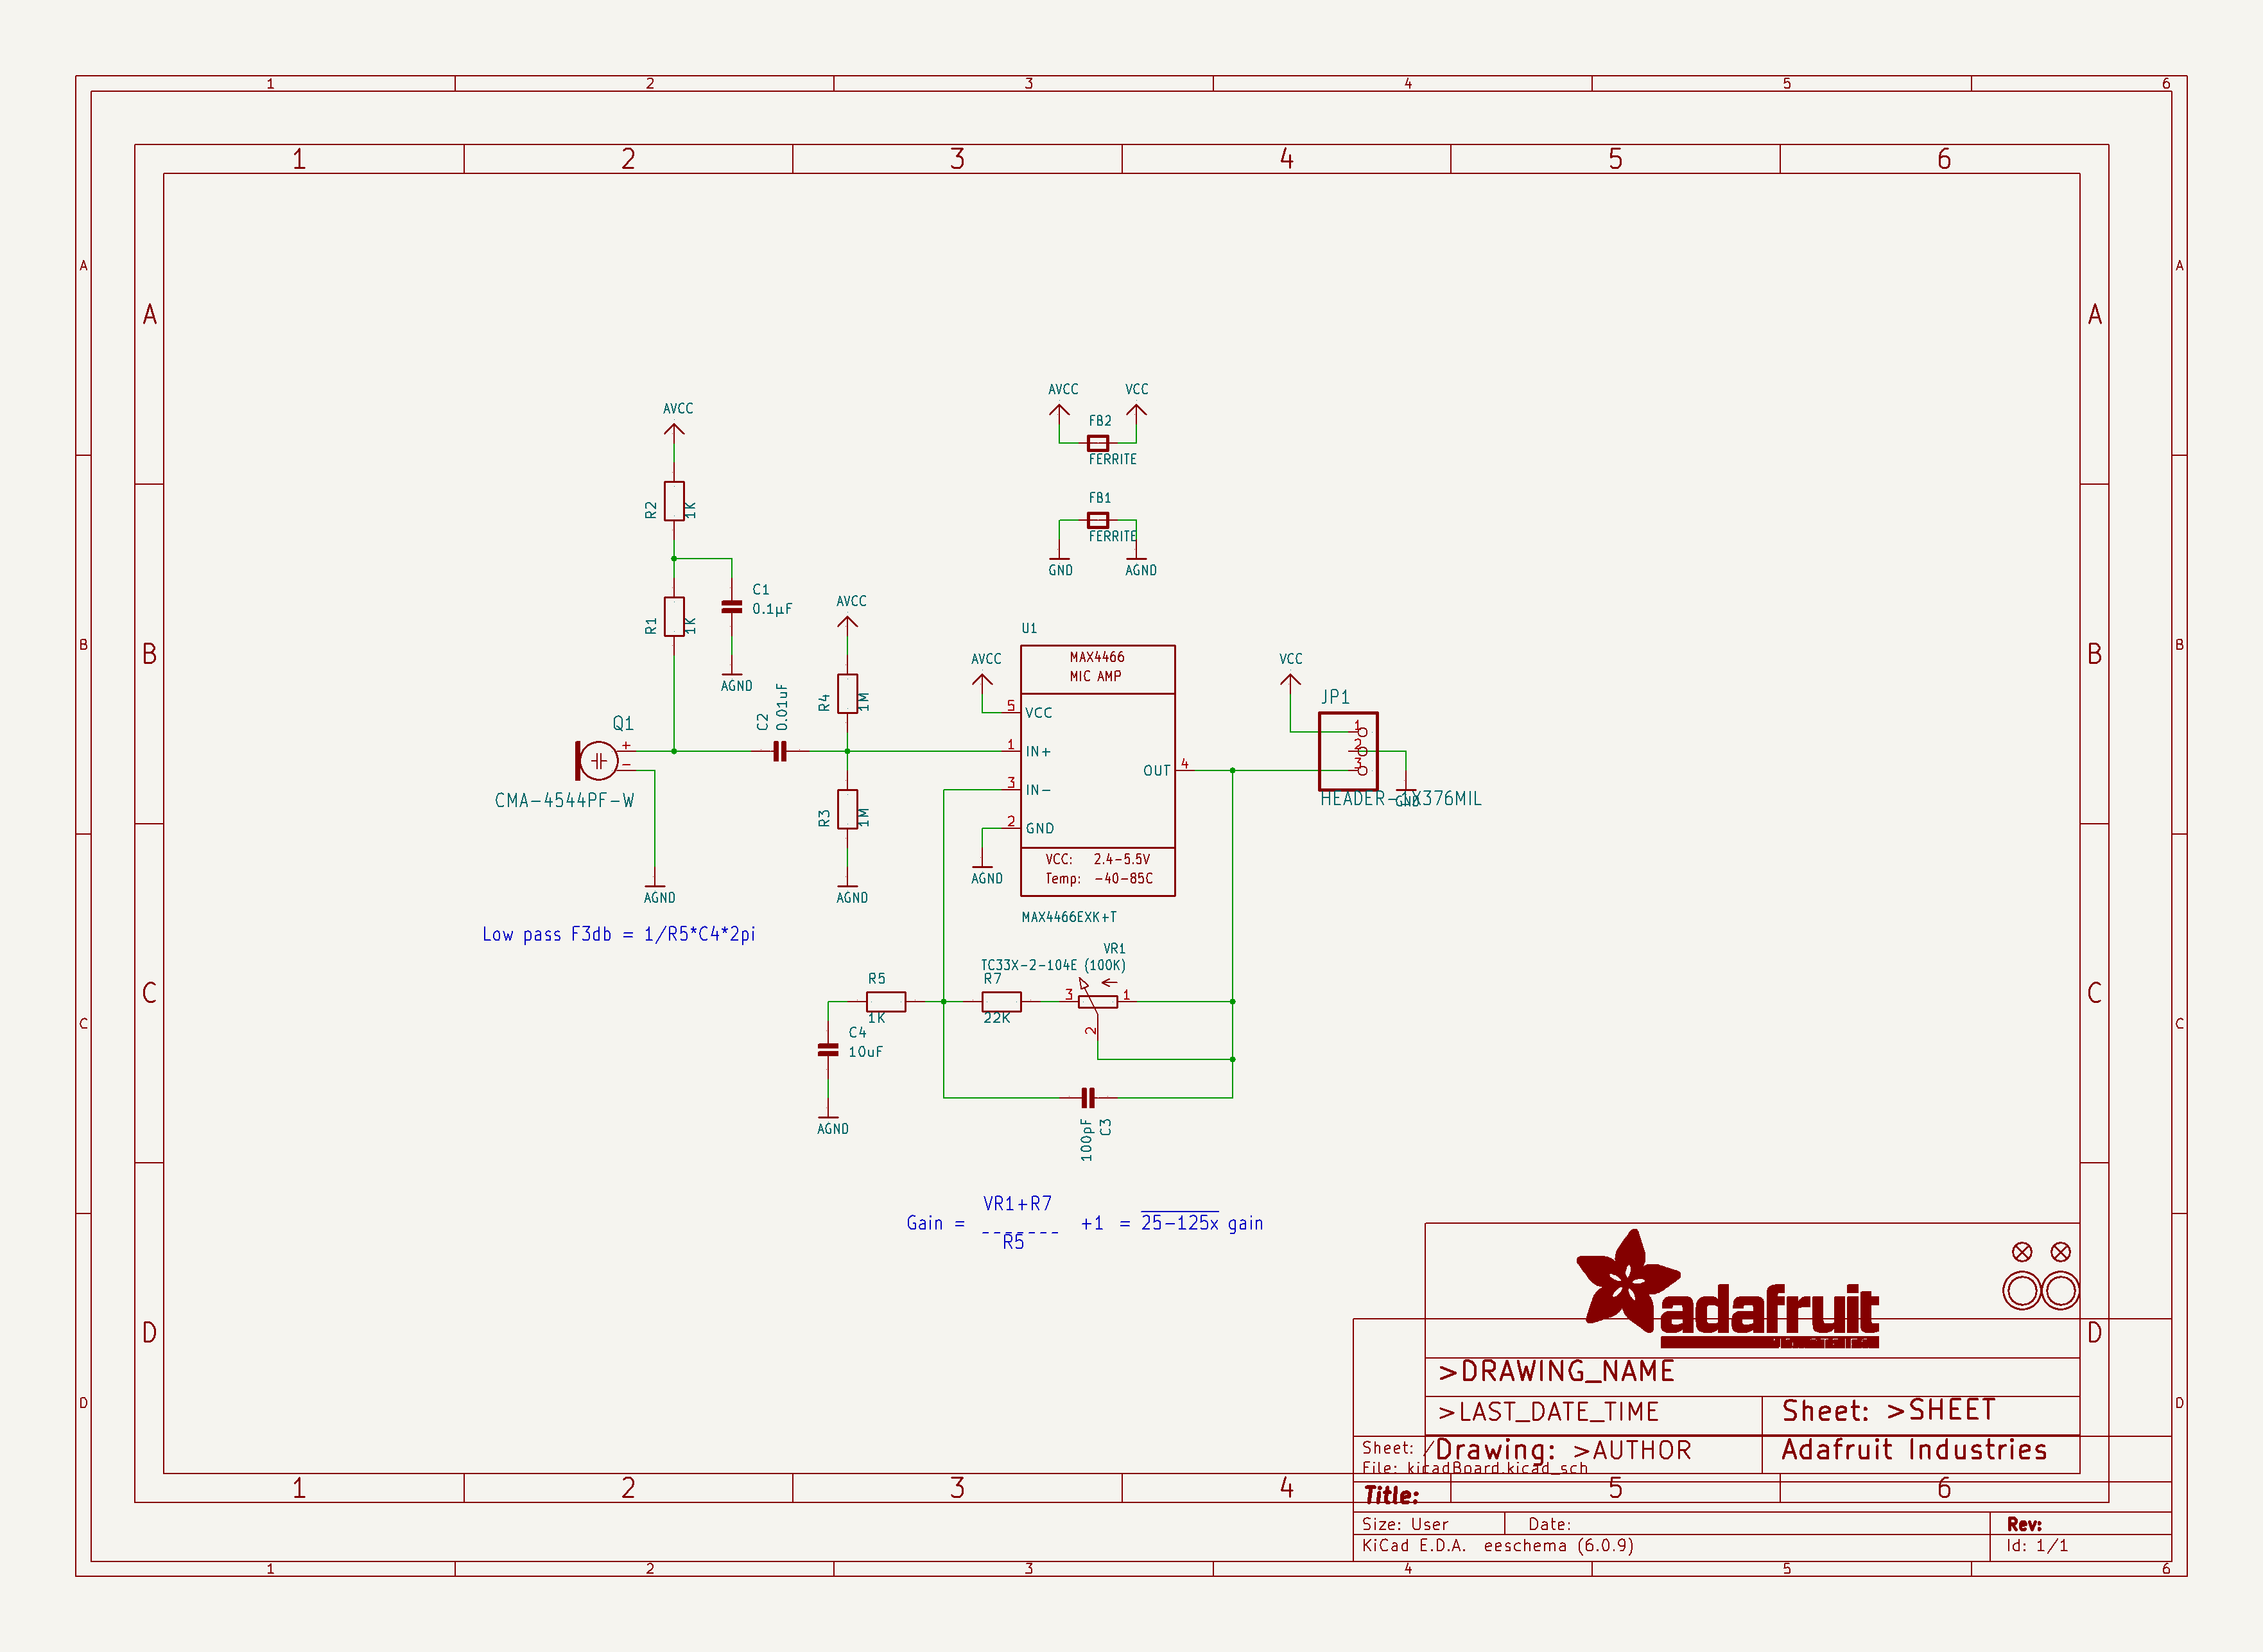 1 2 3 4 5 6
1 2 3 4 5 6
A A
A A
AVCC VCC
FB2
FERRITE
AVCC
R2 1K
FB1
FERRITE
GND AGND
C1
0.1µF
R1 1K
AGND
AVCC
B B
B B
U1
MAX4466
MIC AMP
AVCC
VCC
R4 1M
C2 0.01uF
JP1
5 VCC
1 IN+
3 IN-
2 GND
OUT 4
1
2
3
HEADER-1X376MIL
GND
Q1
+
-
CMA-4544PF-W
R3 1M
AGND
VCC: 2.4-5.5V
Temp: -40-85C
AGND
AGND
MAX4466EXK+T
Low pass F3db = 1/R5*C4*2pi
VR1
TC33X-2-104E (100K)
R5
1K
R7
22K
3 1
2
C C
C C
C4
10uF
AGND
100pF C3
VR1+R7
Gain = ------- +1 = 25-125x gain
R5
adafruit
D D
D D
>DRAWING_NAME
>LAST_DATE_TIME
Sheet: >SHEET
Drawing: >AUTHOR
Adafruit Industries
Sheet: /
File: kicadBoard.kicad_sch
1 2 3 4 5 6
Title:
Size: User
Date:
Rev:
KiCad E.D.A. eeschema (6.0.9)
Id: 1/1
1 2 3 4 5 6